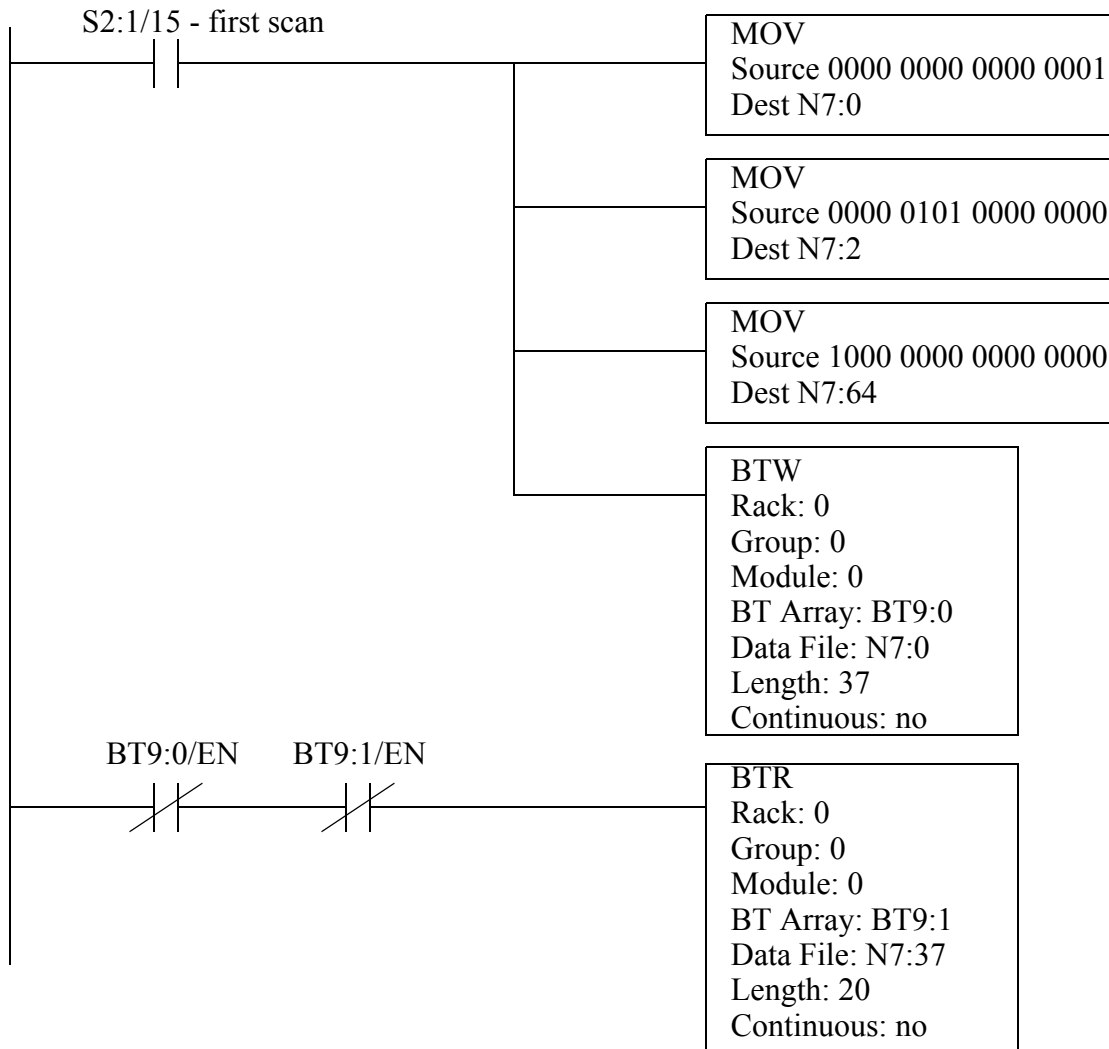 S2:1/15 - first scan
MOV
Source 0000 0000 0000 0001
Dest N7:0
MOV
Source 0000 0101 0000 0000
Dest N7:2
MOV
Source 1000 0000 0000 0000
Dest N7:64
BTW
Rack: 0
Group: 0
Module: 0
BT Array: BT9:0
Data File: N7:0
Length: 37
Continuous: no
BT9:0/EN BT9:1/EN
BTR
Rack: 0
Group: 0
Module: 0
BT Array: BT9:1
Data File: N7:37
Length: 20
Continuous: no